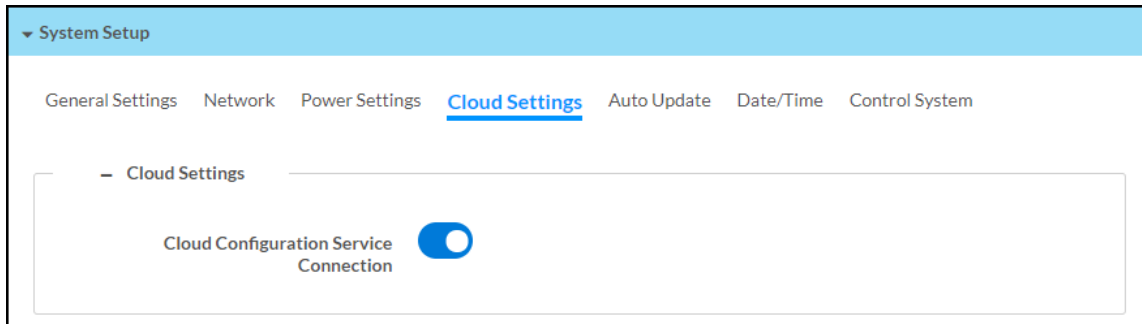 System Setup
General Settings Network Power Settings Cloud Settings Auto Update Date/Time Control System
– Cloud Settings
Cloud Configuration Service
Connection